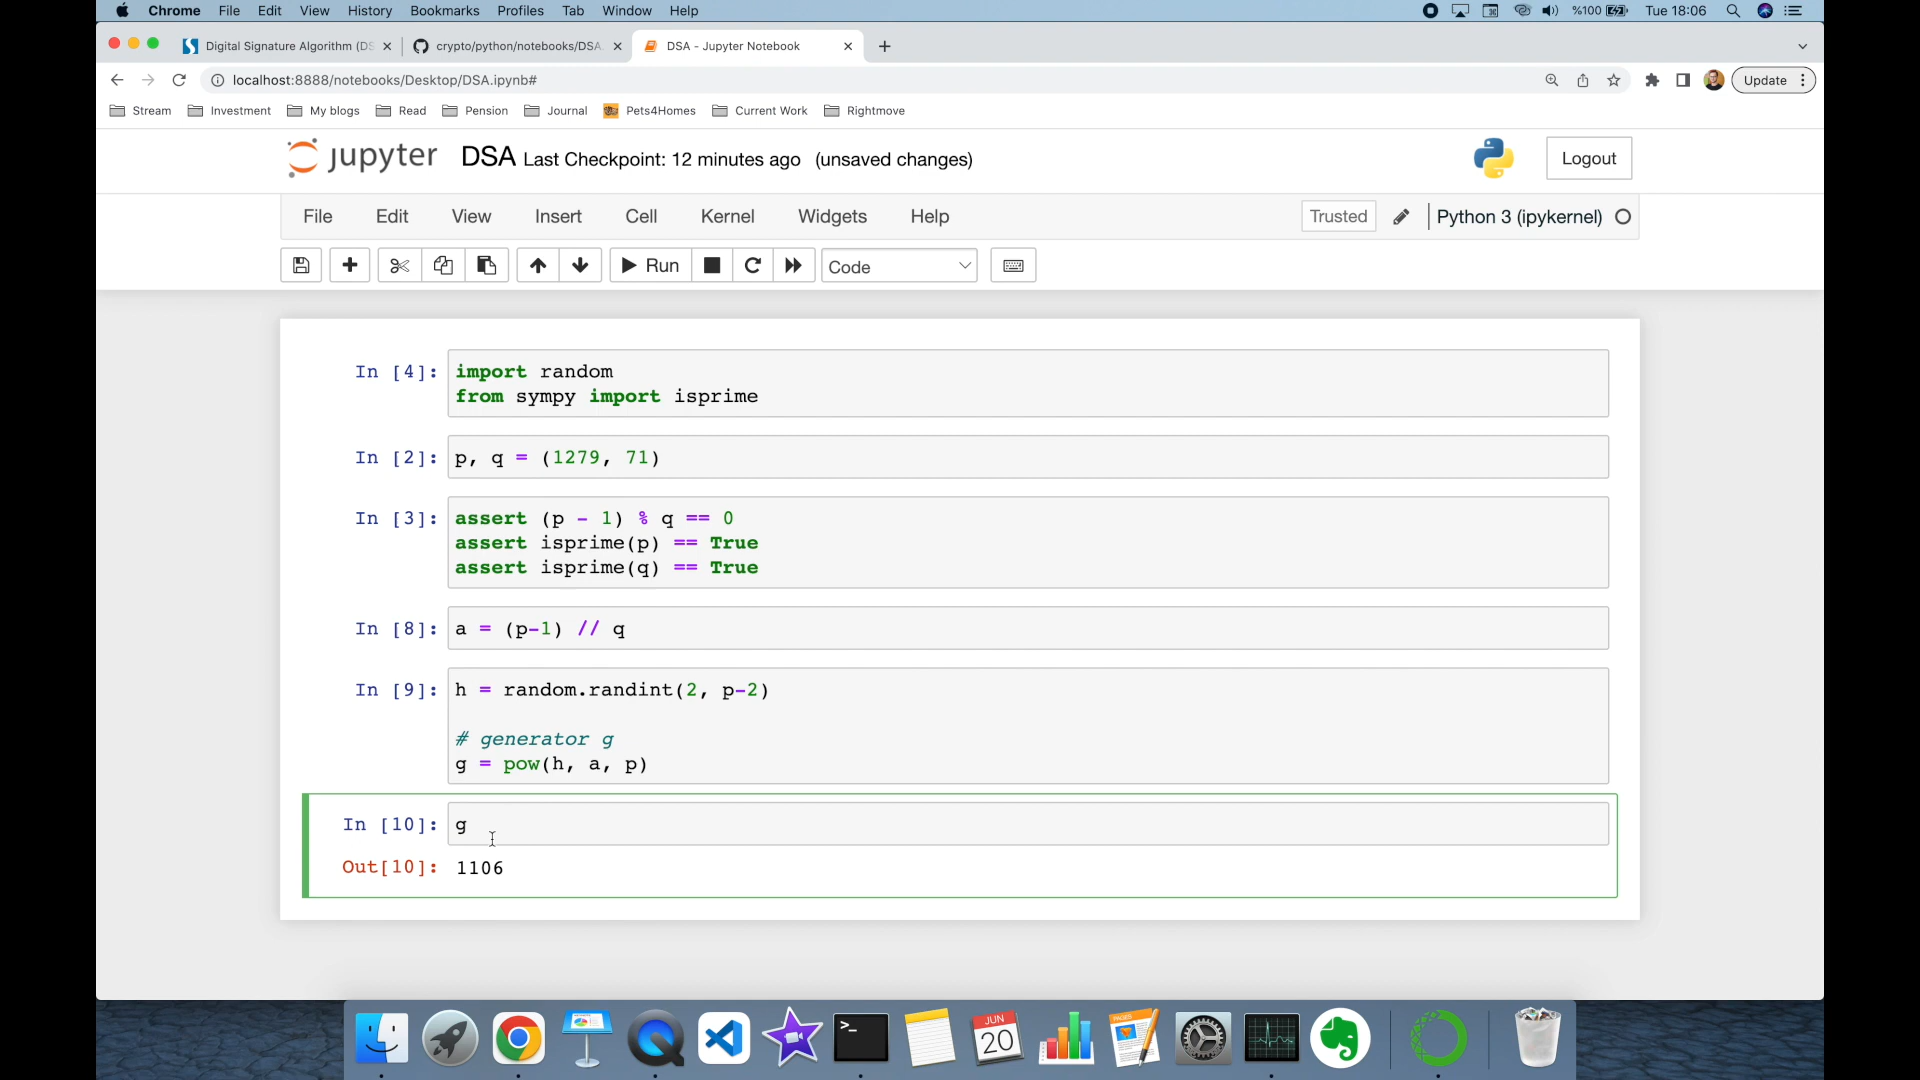 Chrome File Edit View History Bookmarks Profiles Tab Window Help
%100 Tue 18:06
Digital Signature Algorithm (DS
crypto/python/notebooks/DSA.
DSA - Jupyter Notebook
localhost:8888/notebooks/Desktop/DSA.ipynb#
Update
Stream Investment My blogs Read Pension Journal Pets4Homes Current Work Rightmove
jupyter DSA Last Checkpoint: 12 minutes ago (unsaved changes)
Logout
File Edit View Insert Cell Kernel Widgets Help
Trusted Python 3 (ipykernel)
Run Code
In [4]: import random
from sympy import isprime
In [2]: p, q = (1279, 71)
In [3]: assert (p - 1) % q == 0
assert isprime(p) == True
assert isprime(q) == True
In [8]: a = (p-1) // q
In [9]: h = random.randint(2, p-2)
# generator g
g = pow(h, a, p)
In [10]: g
Out[10]: 1106
JUN
20
PAGES